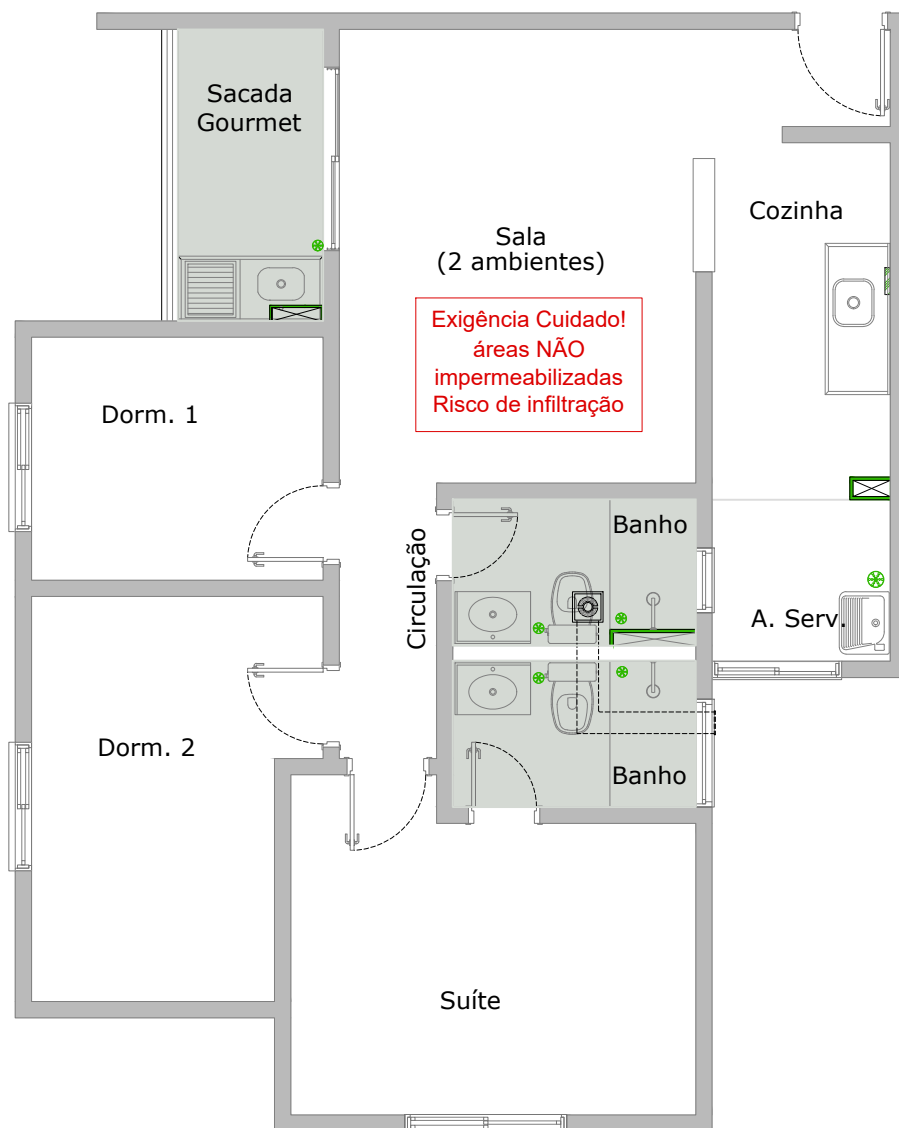 Sacada
Gourmet
Cozinha
Sala
(2 ambientes)
Exigência Cuidado!
áreas NÃO
impermeabilizadas
Risco de infiltração
Dorm. 1
Banho
Circulação
A. Serv.
Dorm. 2
Banho
Suíte